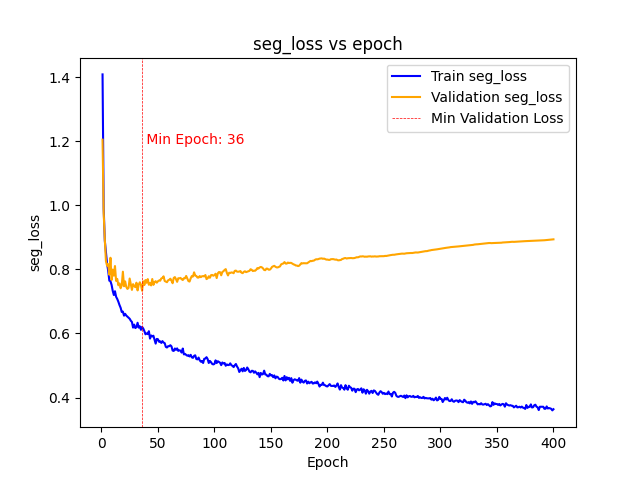 seg_loss vs epoch
Train seg_loss
Validation seg_loss
Min Validation Loss
Min Epoch: 36
seg_loss
1.4
1.2
1.0
0.8
0.6
0.4
0
50
100
150
200
250
300
350
400
Epoch